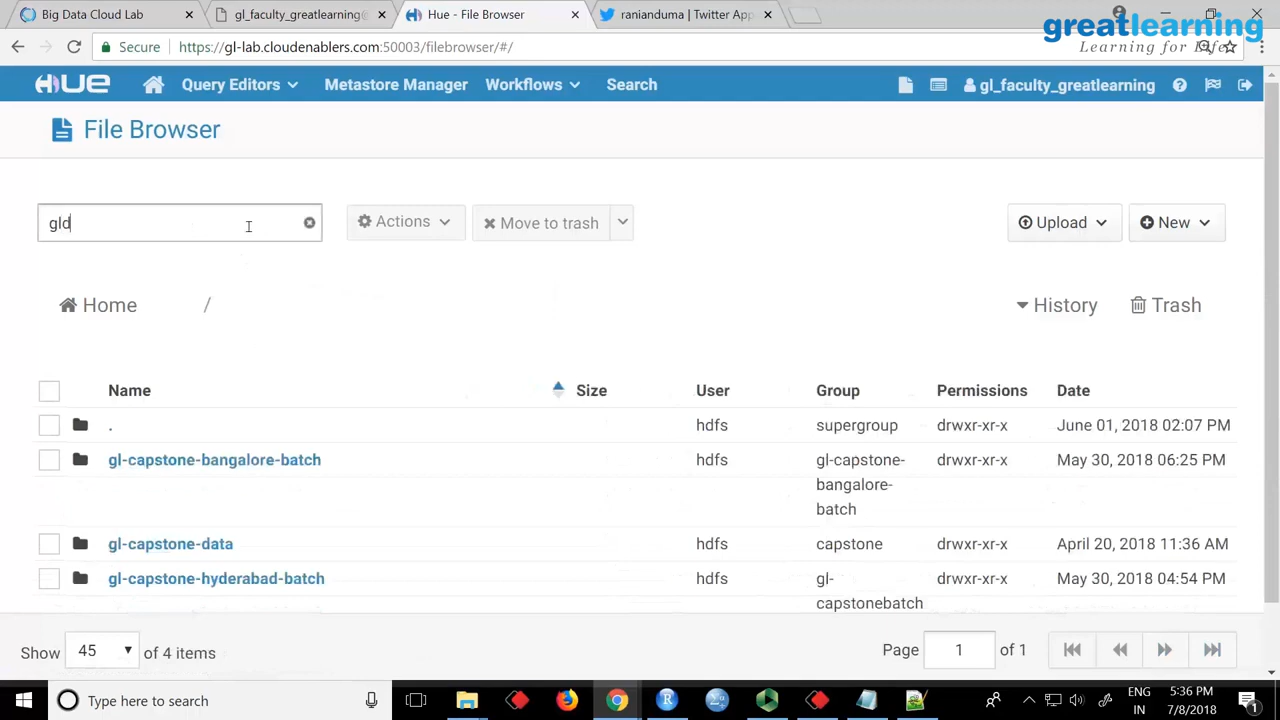 Big Data Cloud Lab
gl_faculty_greatlearning@
Hue - File Browser
ranianduma | Twitter App
greatlearning
Learning for Life
Secure
https://gl-lab.cloudenablers.com:50003/filebrowser/#/
HUE
Query Editors
Metastore Manager
Workflows
Search
gl_faculty_greatlearning
File Browser
gld
Actions
Move to trash
Upload
New
Home
/
History
Trash
Name
Size
User
Group
Permissions
Date
.
hdfs
supergroup
drwxr-xr-x
June 01, 2018 02:07 PM
gl-capstone-bangalore-batch
hdfs
gl-capstone-
bangalore-
batch
drwxr-xr-x
May 30, 2018 06:25 PM
gl-capstone-data
hdfs
capstone
drwxr-xr-x
April 20, 2018 11:36 AM
gl-capstone-hyderabad-batch
hdfs
gl-
capstonebatch
drwxr-xr-x
May 30, 2018 04:54 PM
Show
45
of 4 items
Page
1
of 1
Type here to search
ENG
IN
5:36 PM
7/8/2018
1